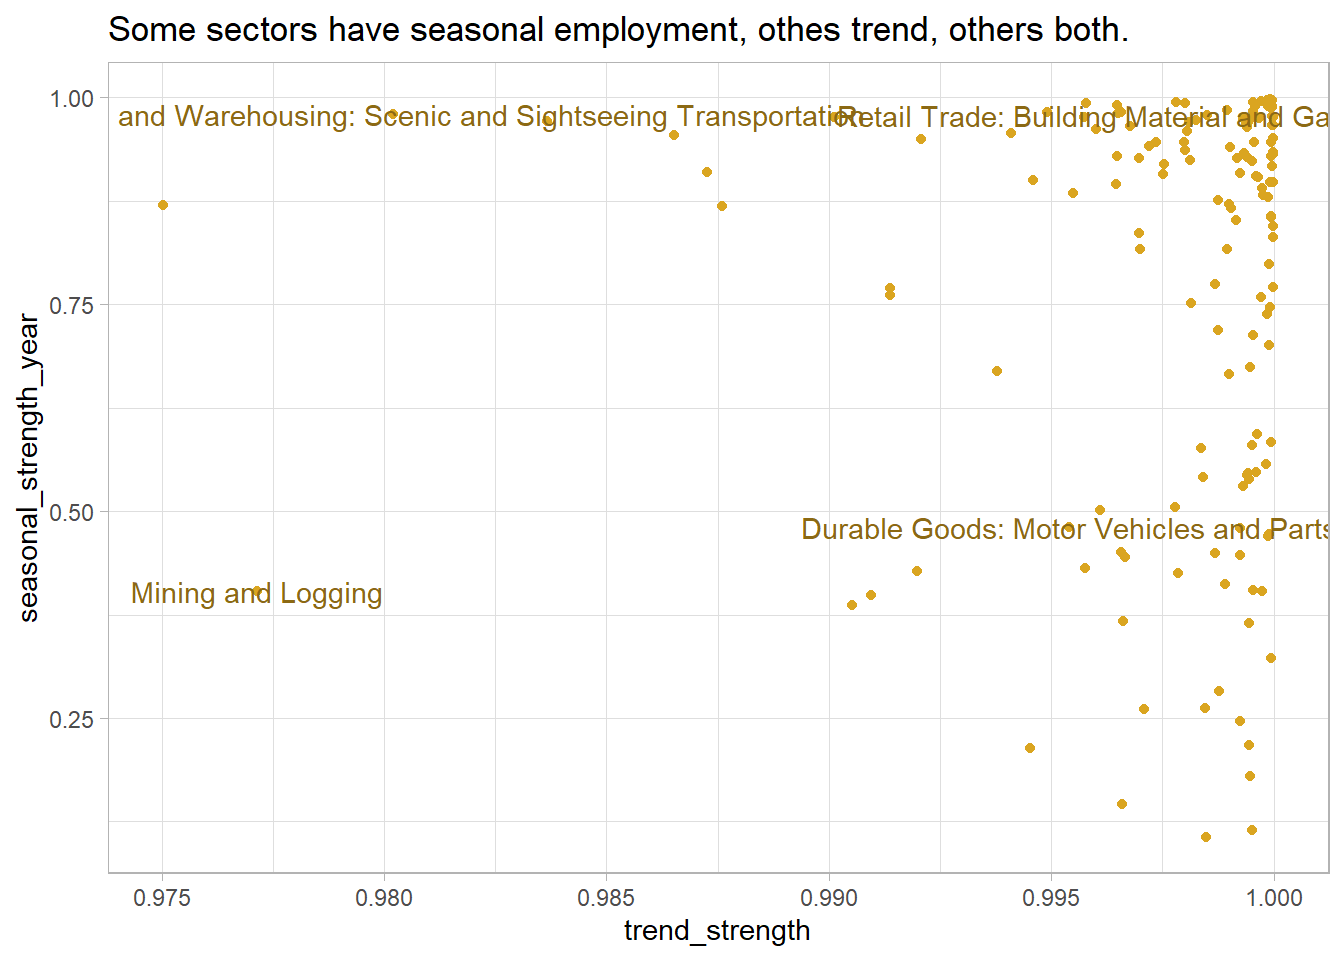 Some sectors have seasonal employment, othes trend, others both.
1.00
0.75
0.50
0.25
seasonal_strength_year
and Warehousing: Scenic and Sightseeing Transportation
Retail Trade: Building Material and Ga
Durable Goods: Motor Vehicles and Parts
Mining and Logging
0.975 0.980 0.985 0.990 0.995 1.000
trend_strength